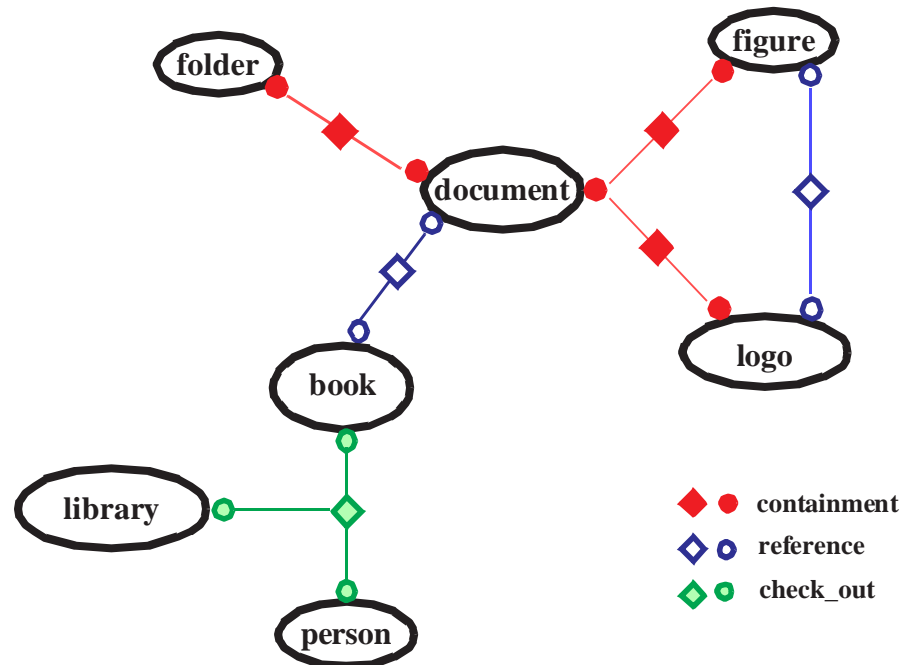 figure
folder
document
logo
book
library
containment
reference
check_out
person